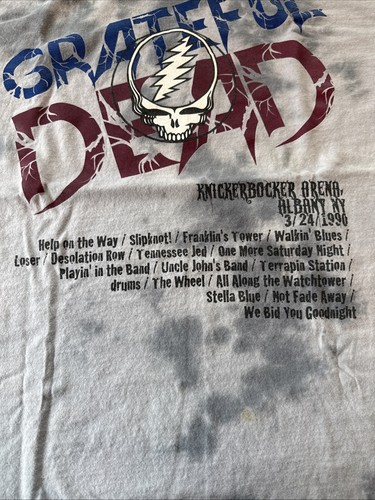 GRATEFUL
DEAD
KNICKERBOCKER ARENA,
ALBANY NY
3/24/1990
Help on the Way / Slipknot! / Franklin's Tower / Walkin' Blues /
Loser / Desolation Row / Tennessee Jed / One More Saturday Night /
Playin' in the Band / Uncle John's Band / Terrapin Station /
drums / The Wheel / All Along the Watchtower /
Stella Blue / Not Fade Away /
We Bid You Goodnight